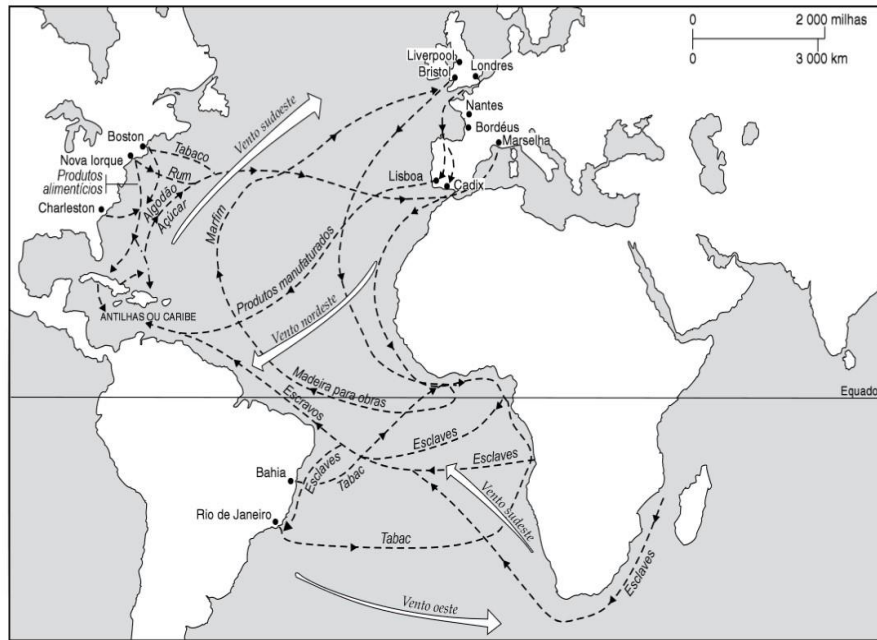 0 2 000 milhas
0 3 000 km
Liverpool
Bristol
Londres
Nantes
Bordéus
Marselha
Lisboa
Cadix
Boston
Nova Iorque
Produtos
alimentícios
Charleston
Tabaco
Rum
Algodão
Açúcar
Vento sudoeste
Marfim
Produtos manufaturados
Vento nordeste
ANTILHAS OU CARIBE
Madeira para obras
Escravos
Equado
Esclaves
Esclaves
Esclaves
Tabac
Bahia
Rio de Janeiro
Tabac
Vento sudeste
Esclaves
Vento oeste